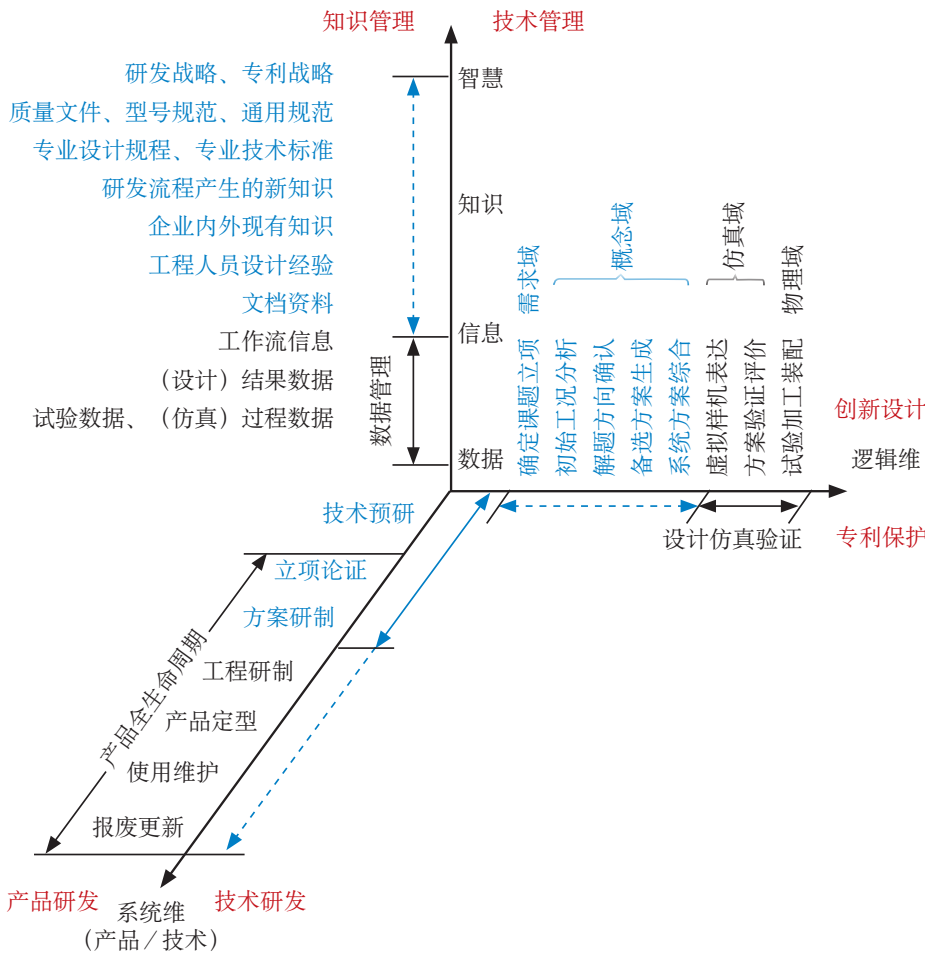 知识管理
技术管理
研发战略、专利战略
质量文件、型号规范、通用规范
专业设计规程、专业技术标准
研发流程产生的新知识
企业内外现有知识
工程人员设计经验
文档资料
工作流信息
（设计）结果数据
试验数据、（仿真）过程数据
数据管理
智慧
知识
信息
数据
需求域
概念域
仿真域
物理域
确定课题立项
初始工况分析
解题方向确认
备选方案生成
系统方案综合
虚拟样机表达
方案验证评价
试验加工装配
创新设计
逻辑维
设计仿真验证
专利保护
技术预研
立项论证
方案研制
工程研制
产品定型
使用维护
报废更新
产品全生命周期
产品研发
系统维
（产品/技术）
技术研发